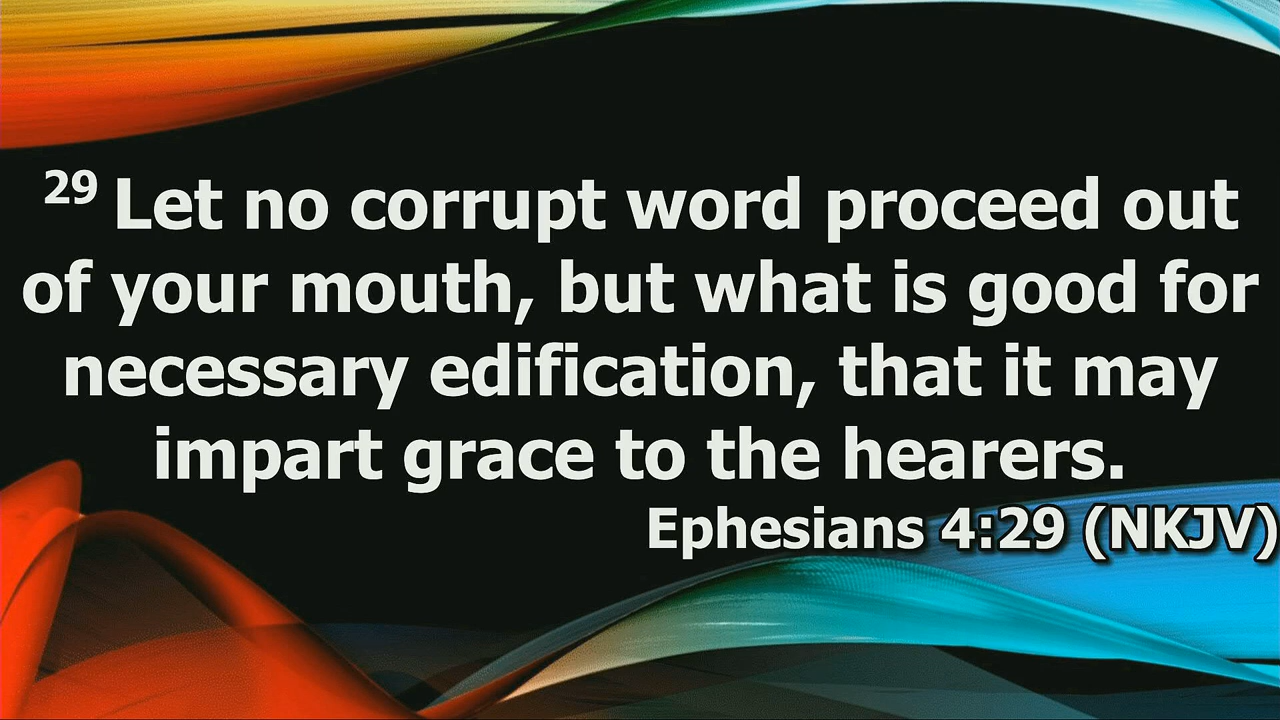 29 Let no corrupt word proceed out
of your mouth, but what is good for
necessary edification, that it may
impart grace to the hearers.
Ephesians 4:29 (NKJV)